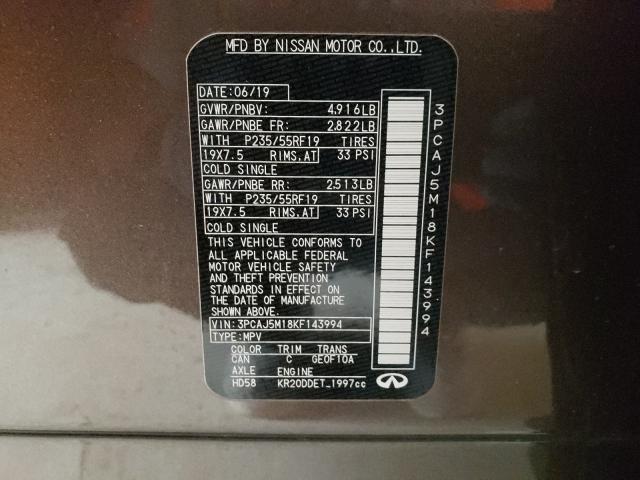 MFD BY NISSAN MOTOR CO.,LTD.
DATE:06/19
GVWR/PNBV: 4.916LB
GAWR/PNBE FR: 2.822LB
WITH P235/55RF19 TIRES
19X7.5 RIMS.AT 33 PSI
COLD SINGLE
GAWR/PNBE RR: 2.513LB
WITH P235/55RF19 TIRES
19X7.5 RIMS.AT 33 PSI
COLD SINGLE
THIS VEHICLE CONFORMS TO
ALL APPLICABLE FEDERAL
MOTOR VEHICLE SAFETY
AND THEFT PREVENTION
STANDARDS IN EFFECT ON
THE DATE OF MANUFACTURE
SHOWN ABOVE.
VIN:3PCAJ5M18KF143994
TYPE:MPV
COLOR TRIM TRANS
CAN C GEOF10A
AXLE ENGINE
HD58 KR20DDET_1997cc
3PCAJ5M18KF143994